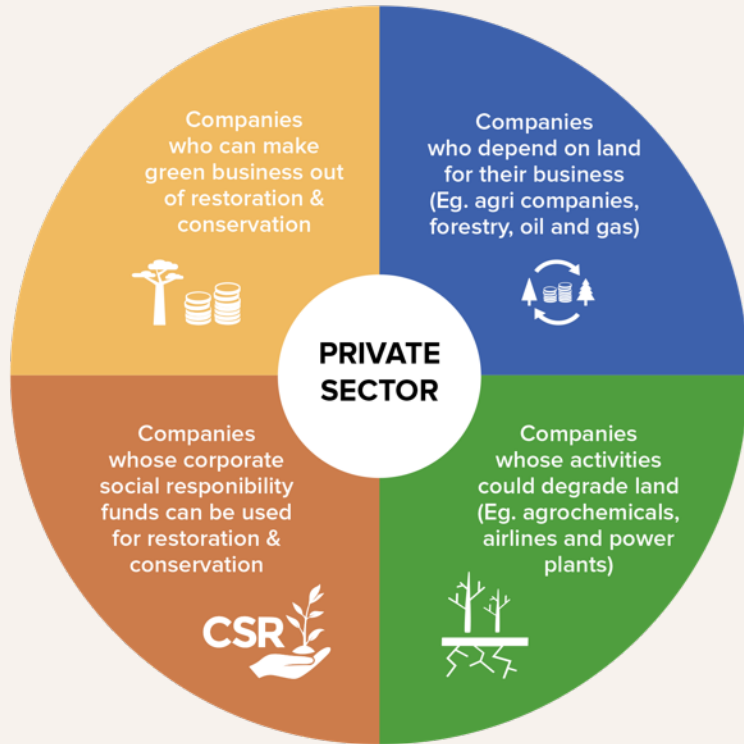 Companies
who can make
green business out
of restoration &
conservation
Companies
who depend on land
for their business
(Eg. agri companies,
forestry, oil and gas)
PRIVATE
SECTOR
Companies
whose corporate
social responibility
funds can be used
for restoration &
conservation
CSR
Companies
whose activities
could degrade land
(Eg. agrochemicals,
airlines and power
plants)